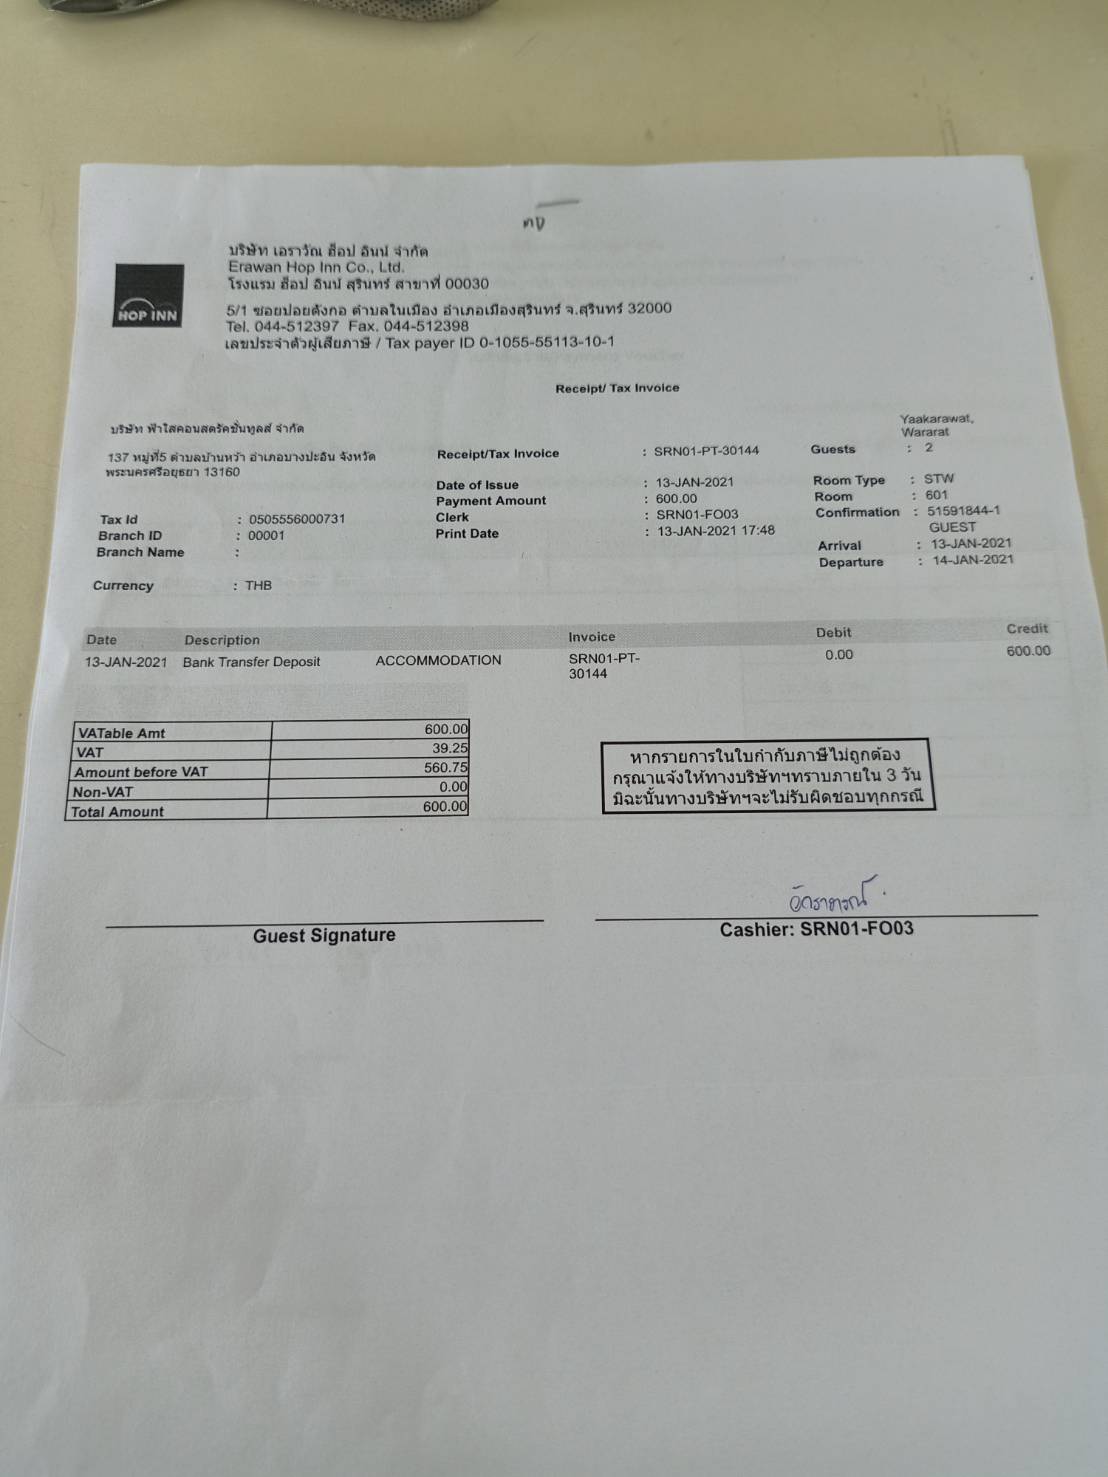 HOP INN
บริษัท เอราวัณ ฮ็อป อินน์ จำกัด
Erawan Hop Inn Co., Ltd.
โรงแรม ฮ็อป อินน์ สุรินทร์ สาขาที่ 00030
5/1 ซอยปอยตังกอ ตำบลในเมือง อำเภอเมืองสุรินทร์ จ.สุรินทร์ 32000
Tel. 044-512397 Fax. 044-512398
เลขประจำตัวผู้เสียภาษี / Tax payer ID 0-1055-55113-10-1
Receipt/ Tax Invoice
บริษัท ฟ้าใสคอนสตรัคชั่นทูลส์ จำกัด
137 หมู่ที่5 ตำบลบ้านหว้า อำเภอบางปะอิน จังหวัด
พระนครศรีอยุธยา 13160
Tax Id : 0505556000731
Branch ID : 00001
Branch Name :
Currency : THB
Receipt/Tax Invoice : SRN01-PT-30144
Date of Issue : 13-JAN-2021
Payment Amount : 600.00
Clerk : SRN01-FO03
Print Date : 13-JAN-2021 17:48
Yaakarawat,
Wararat
Guests : 2
Room Type : STW
Room : 601
Confirmation : 51591844-1
GUEST
Arrival : 13-JAN-2021
Departure : 14-JAN-2021
Date Description Invoice Debit Credit
13-JAN-2021 Bank Transfer Deposit ACCOMMODATION SRN01-PT- 0.00 600.00
30144
VATable Amt 600.00
VAT 39.25
Amount before VAT 560.75
Non-VAT 0.00
Total Amount 600.00
หากรายการในใบกำกับภาษีไม่ถูกต้อง
กรุณาแจ้งให้ทางบริษัทฯทราบภายใน 3 วัน
มิฉะนั้นทางบริษัทฯจะไม่รับผิดชอบทุกกรณี
Guest Signature
Cashier: SRN01-FO03